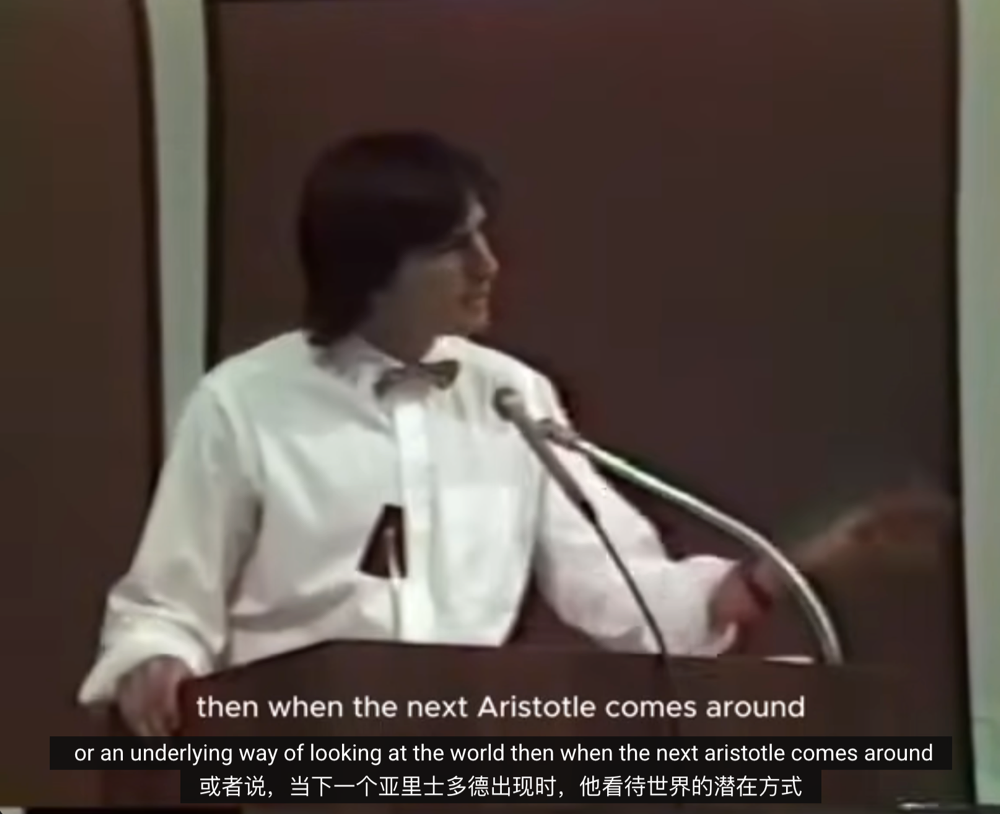 then when the next Aristotle comes around
or an underlying way of looking at the world then when the next aristotle comes around
或者说，当下一个亚里士多德出现时，他看待世界的潜在方式